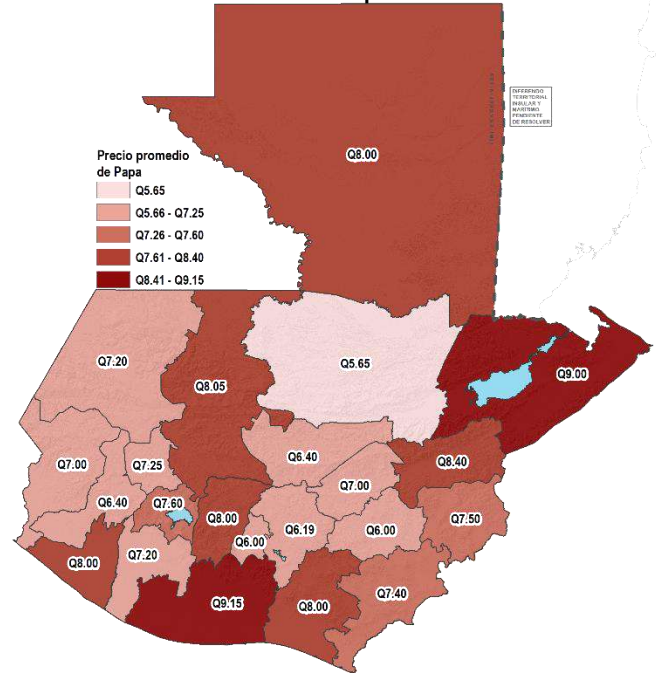 DIFERENDO
TERRITORIAL
INSULAR Y
MARÍTIMO
PENDIENTE
DE RESOLVER
Q8.00
Precio promedio
de Papa
Q5.65
Q5.66 - Q7.25
Q7.26 - Q7.60
Q7.61 - Q8.40
Q8.41 - Q9.15
Q7.20
Q8.05
Q5.65
Q9.00
Q7.00
Q7.25
Q6.40
Q8.40
Q6.40
Q7.60
Q7.00
Q8.00
Q6.00
Q6.19
Q6.00
Q7.50
Q8.00
Q7.20
Q9.15
Q8.00
Q7.40